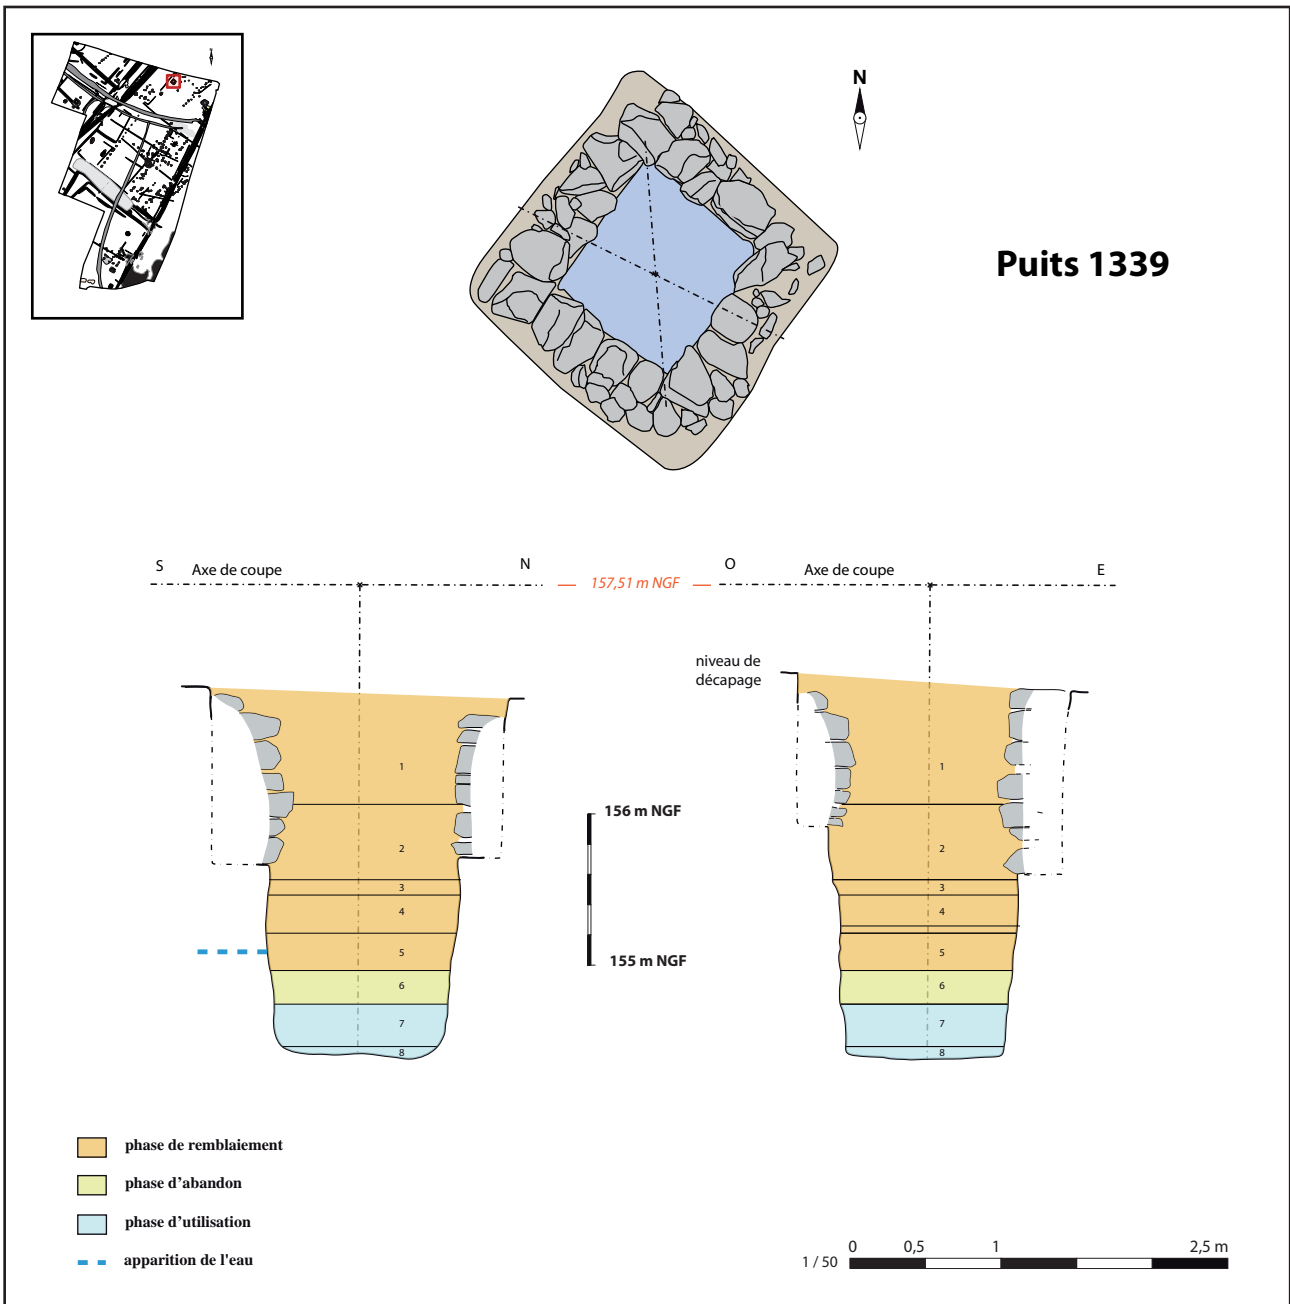 N
Puits 1339
S Axe de coupe N 157,51 m NGF O Axe de coupe E
niveau de
décapage
1 1
156 m NGF
2 2
3 3
4 4
5 5
155 m NGF
6 6
7 7
8 8
phase de remblaiement
phase d'abandon
phase d'utilisation
apparition de l'eau
0 0,5 1 2,5 m
1 / 50